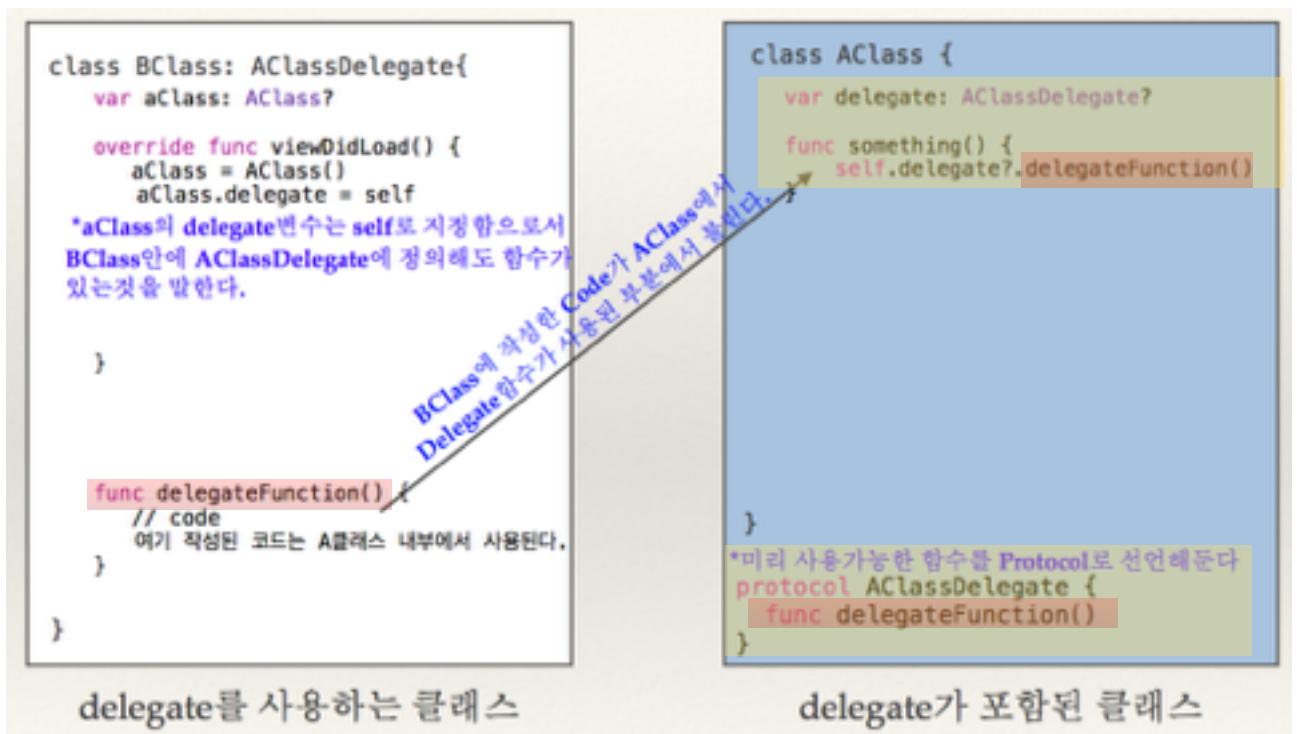 class BClass: AClassDelegate{
var aClass: AClass?
override func viewDidLoad() {
aClass = AClass()
aClass.delegate = self
*aClass의 delegate변수는 self로 지정함으로서
BClass안에 AClassDelegate에 정의해도 함수가
있는것을 말한다.
}
func delegateFunction() {
// code
여기 작성된 코드는 A클래스 내부에서 사용된다.
}
}
delegate를 사용하는 클래스
BClass에 작성한 Code가 AClass에서
Delegate함수가 사용된 부분에서 불린다.
class AClass {
var delegate: AClassDelegate?
func something() {
self.delegate?.delegateFunction()
}
}
*미리 사용가능한 함수를 Protocol로 선언해둔다
protocol AClassDelegate {
func delegateFunction()
}
delegate가 포함된 클래스